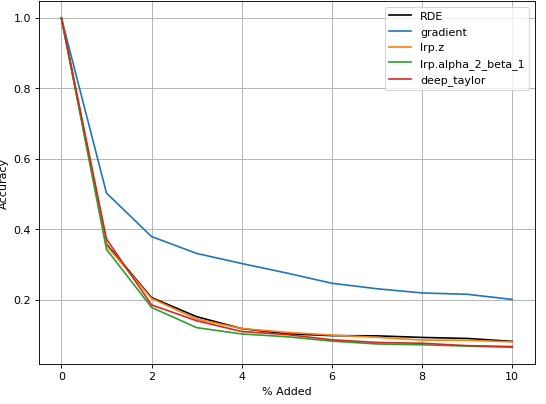 RDE
gradient
lrp.z
lrp.alpha_2_beta_1
deep_taylor
1.0
0.8
0.6
0.4
0.2
Accuracy
0
2
4
6
8
10
% Added